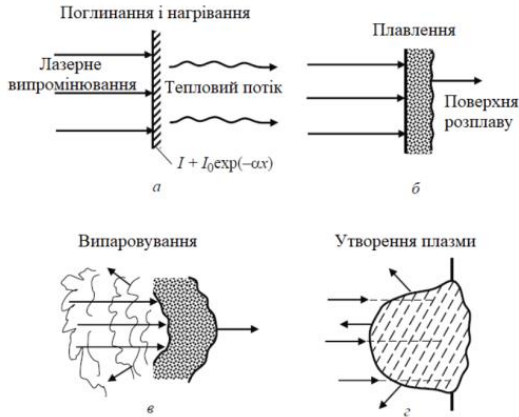 Поглинання і нагрівання
Лазерне
випромінювання
Тепловий потік
I + I₀exp(–αx)
а
Плавлення
Поверхня
розплаву
б
Випаровування
в
Утворення плазми
г